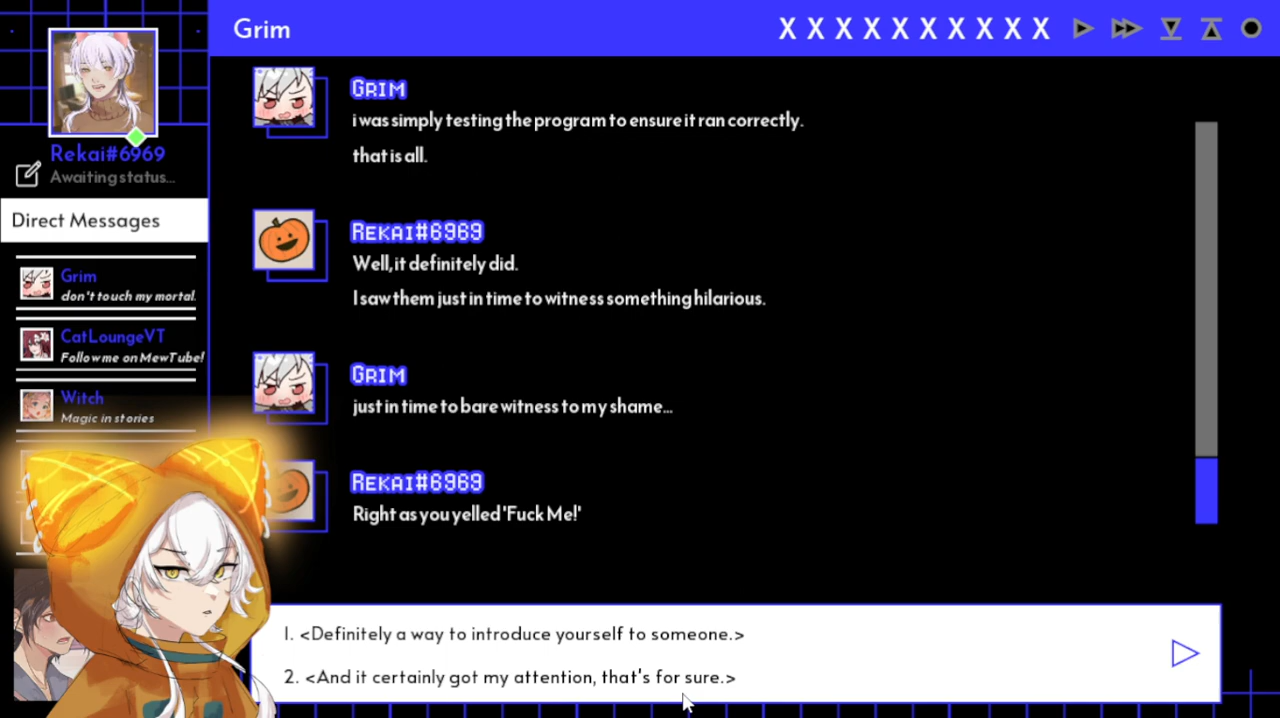 Grim
X X X X X X X X X X
Rekai#6969
Awaiting status...
Direct Messages
Grim
don't touch my mortal.
CatLoungeVT
Follow me on MewTube!
Witch
Magic in stories
GRIM
i was simply testing the program to ensure it ran correctly.
that is all.
REKAI#6969
Well, it definitely did.
I saw them just in time to witness something hilarious.
GRIM
just in time to bare witness to my shame...
REKAI#6969
Right as you yelled 'Fuck Me!'
1. <Definitely a way to introduce yourself to someone.>
2. <And it certainly got my attention, that's for sure.>